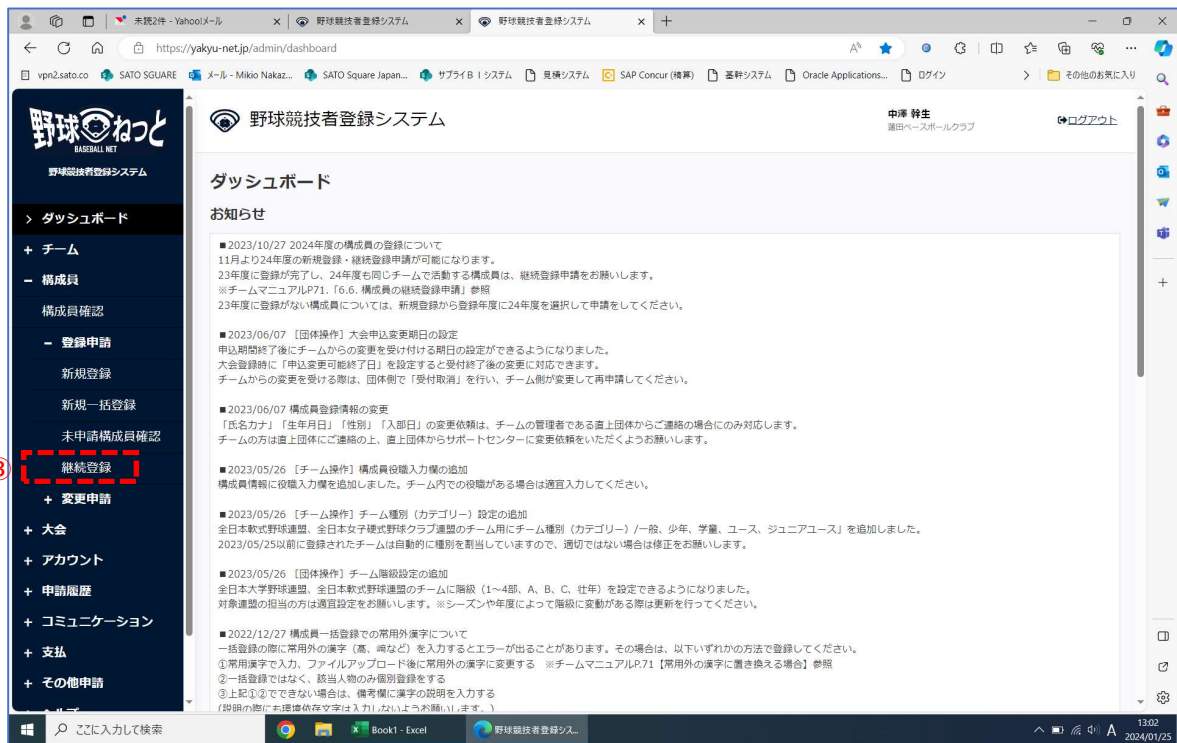 未読2件 - Yahoo!メール
野球競技者登録システム
野球競技者登録システム
https://yakyu-net.jp/admin/dashboard
vpn2.sato.co
SATO SGUARE
メール - Mikio Nakaz...
SATO Square Japan...
サプライBIシステム
見積システム
SAP Concur (精算)
基幹システム
Oracle Applications...
ログイン
その他のお気に入り
野球ねっと
BASEBALL NET
野球競技者登録システム
野球競技者登録システム
中澤 幹生
蓮田ベースボールクラブ
ログアウト
> ダッシュボード
+ チーム
− 構成員
構成員確認
− 登録申請
新規登録
新規一括登録
未申請構成員確認
継続登録
+ 変更申請
+ 大会
+ アカウント
+ 申請履歴
+ コミュニケーション
+ 支払
+ その他申請
ダッシュボード
お知らせ
■2023/10/27 2024年度の構成員の登録について
11月より24年度の新規登録・継続登録申請が可能になります。
23年度に登録が完了し、24年度も同じチームで活動する構成員は、継続登録申請をお願いします。
※チームマニュアルP71.「6.6. 構成員の継続登録申請」参照
23年度に登録がない構成員については、新規登録から登録年度に24年度を選択して申請をしてください。
■2023/06/07 ［団体操作］大会申込変更期日の設定
申込期間終了後にチームからの変更を受け付ける期日の設定ができるようになりました。
大会登録時に「申込変更可能終了日」を設定すると受付終了後の変更に対応できます。
チームからの変更を受ける際は、団体側で「受付取消」を行い、チーム側が変更して再申請してください。
■2023/06/07 構成員登録情報の変更
「氏名カナ」「生年月日」「性別」「入部日」の変更依頼は、チームの管理者である直上団体からご連絡の場合にのみ対応します。
チームの方は直上団体にご連絡の上、直上団体からサポートセンターに変更依頼をいただくようお願いします。
■2023/05/26 ［チーム操作］構成員役職入力欄の追加
構成員情報に役職入力欄を追加しました。チーム内での役職がある場合は適宜入力してください。
■2023/05/26 ［チーム操作］チーム種別（カテゴリー）設定の追加
全日本軟式野球連盟、全日本女子硬式野球クラブ連盟のチーム用にチーム種別（カテゴリー）/一般、少年、学童、ユース、ジュニアユース」を追加しました。
2023/05/25以前に登録されたチームは自動的に種別を割当していますので、適切ではない場合は修正をお願いします。
■2023/05/26 ［団体操作］チーム階級設定の追加
全日本大学野球連盟、全日本軟式野球連盟のチームに階級（1～4部、A、B、C、壮年）を設定できるようになりました。
対象連盟の担当の方は適宜設定をお願いします。※シーズンや年度によって階級に変動がある際は更新を行ってください。
■2022/12/27 構成員一括登録での常用外漢字について
一括登録の際に常用外の漢字（髙、﨑など）を入力するとエラーが出ることがあります。その場合は、以下いずれかの方法で登録してください。
①常用漢字で入力、ファイルアップロード後に常用外の漢字に変更する ※チームマニュアルP.71【常用外の漢字に置き換える場合】参照
②一括登録ではなく、該当人物のみ個別登録をする
③上記①②でできない場合は、備考欄に漢字の説明を入力する
(説明の際にも環境依存文字は入力しないようお願いします。)
ここに入力して検索
Book1 - Excel
野球競技者登録シス...
A
13:02
2024/01/25